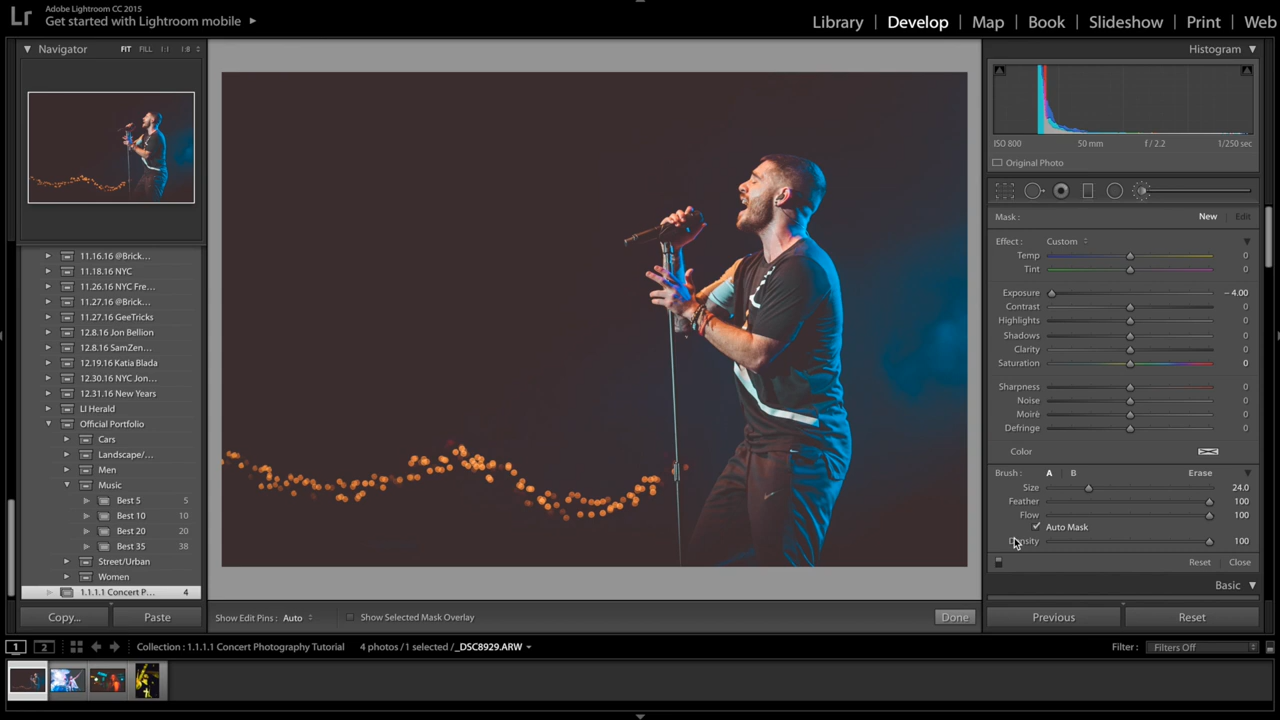 Lr
Adobe Lightroom CC 2015
Get started with Lightroom mobile
Library | Develop | Map | Book | Slideshow | Print | Web
Navigator FIT FILL 1:1 1:8
Histogram
ISO 800 50 mm f / 2.2 1/250 sec
Original Photo
Mask : New Edit
Effect : Custom
Temp 0
Tint 0
Exposure – 4.00
Contrast 0
Highlights 0
Shadows 0
Clarity 0
Saturation 0
Sharpness 0
Noise 0
Moiré 0
Defringe 0
Color
Brush : A B Erase
Size 24.0
Feather 100
Flow 100
Auto Mask
Density 100
Reset Close
Basic
Previous Reset
11.16.16 @Brick...
11.18.16 NYC
11.26.16 NYC Fre...
11.27.16 @Brick...
11.27.16 GeeTricks
12.8.16 Jon Bellion
12.8.16 SamZen...
12.19.16 Katia Blada
12.30.16 NYC Jon...
12.31.16 New Years
LI Herald
Official Portfolio
Cars
Landscape/...
Men
Music
Best 5 5
Best 10 10
Best 20 20
Best 35 38
Street/Urban
Women
1.1.1.1 Concert P... 4
Copy... Paste
Show Edit Pins : Auto Show Selected Mask Overlay Done
1 2 Collection : 1.1.1.1 Concert Photography Tutorial 4 photos / 1 selected / _DSC8929.ARW Filter : Filters Off